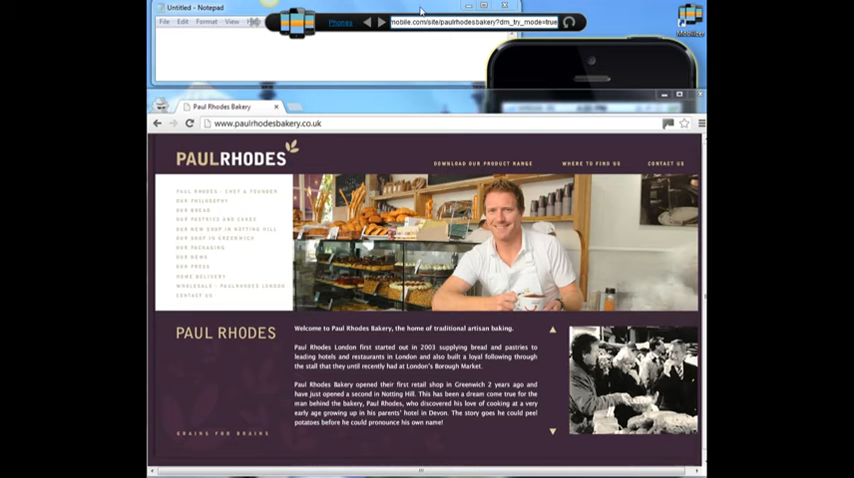 Untitled - Notepad
File Edit Format View
Phones
nobile.com/site/paulrhodesbakery?dm_try_mode=true
Mobilizer
Paul Rhodes Bakery
www.paulrhodesbakery.co.uk
PAULRHODES
DOWNLOAD OUR PRODUCT RANGE
WHERE TO FIND US
CONTACT US
PAUL RHODES - CHEF & FOUNDER
OUR PHILOSOPHY
OUR BREAD
OUR PASTRIES AND CAKES
OUR NEW SHOP IN NOTTING HILL
OUR SHOP IN GREENWICH
OUR PACKAGING
OUR NEWS
OUR PRESS
HOME DELIVERY
WHOLESALE - PAULRHODES LONDON
CONTACT US
PAUL RHODES
GRAINS FOR BRAINS
Welcome to Paul Rhodes Bakery, the home of traditional artisan baking.
Paul Rhodes London first started out in 2003 supplying bread and pastries to
leading hotels and restaurants in London and also built a loyal following through
the stall that they until recently had at London's Borough Market.
Paul Rhodes Bakery opened their first retail shop in Greenwich 2 years ago and
have just opened a second in Notting Hill. This has been a dream come true for the
man behind the bakery, Paul Rhodes, who discovered his love of cooking at a very
early age growing up in his parents' hotel in Devon. The story goes he could peel
potatoes before he could pronounce his own name!